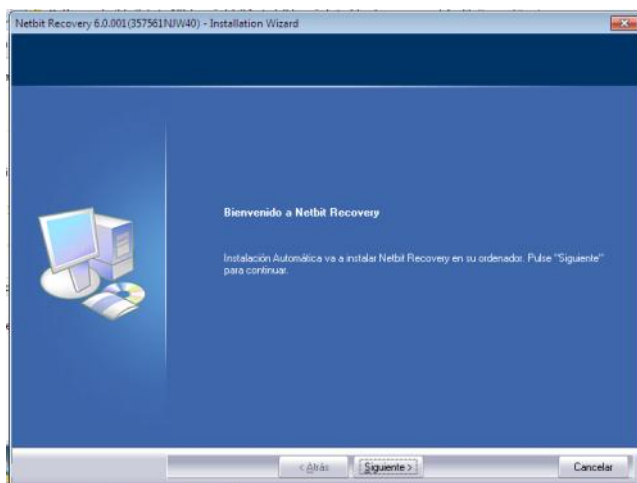 Netbit Recovery 6.0.001(357561NJW40) - Installation Wizard
Bienvenido a Netbit Recovery
Instalación Automática va a instalar Netbit Recovery en su ordenador. Pulse "Siguiente"
para continuar.
< Atrás
Siguiente >
Cancelar